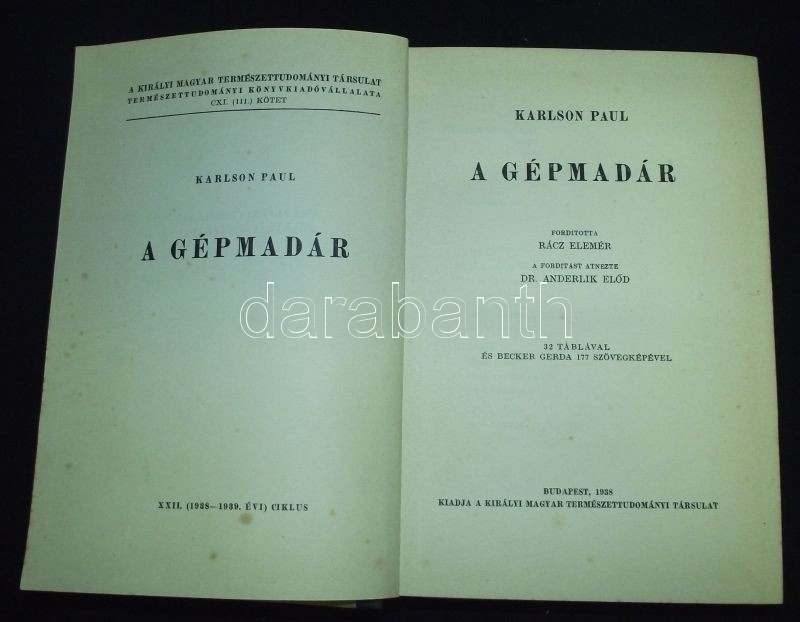 A KIRÁLYI MAGYAR TERMÉSZETTUDOMÁNYI TÁRSULAT
TERMÉSZETTUDOMÁNYI KÖNYVKIADÓVÁLLALATA
CXI. (111.) KÖTET
KARLSON PAUL
A GÉPMADÁR
XXII. (1938–1939. ÉVI) CIKLUS
KARLSON PAUL
A GÉPMADÁR
FORDITOTTA
RÁCZ ELEMÉR
A FORDITÁST ÁTNÉZTE
DR. ANDERLIK ELŐD
32 TÁBLÁVAL
ÉS BECKER GERDA 177 SZÖVEGKÉPÉVEL
BUDAPEST, 1938
KIADJA A KIRÁLYI MAGYAR TERMÉSZETTUDOMÁNYI TÁRSULAT
darabanth